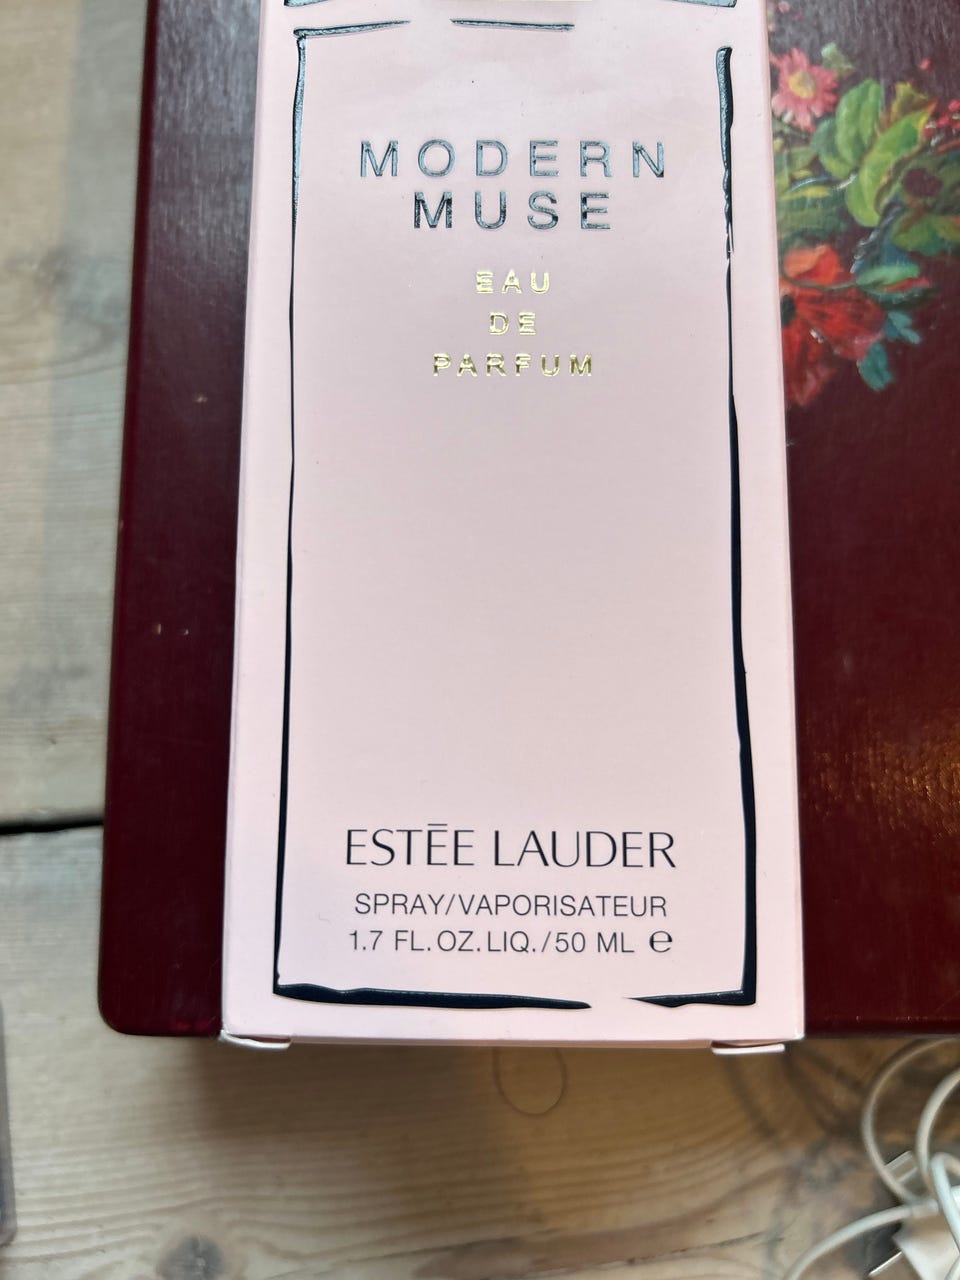 MODERN
MUSE
EAU
DE
PARFUM
ESTĒE LAUDER
SPRAY/VAPORISATEUR
1.7 FL.OZ.LIQ./50 ML ℮